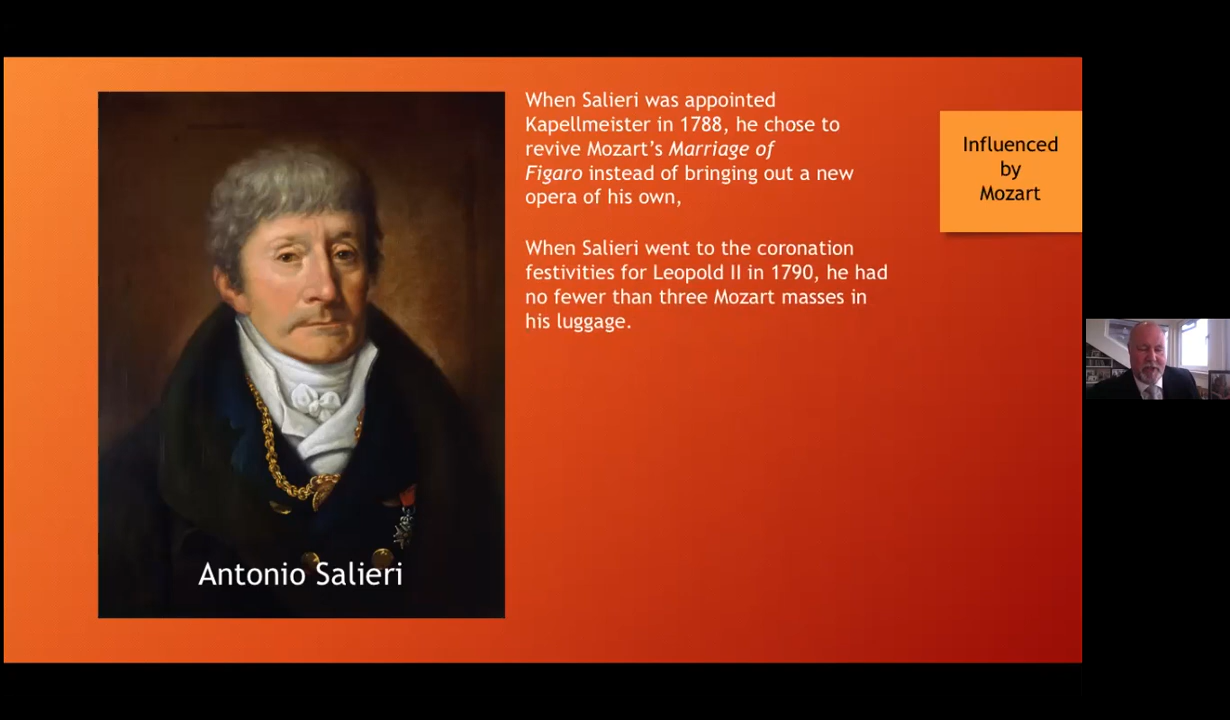 When Salieri was appointed
Kapellmeister in 1788, he chose to
revive Mozart’s Marriage of
Figaro instead of bringing out a new
opera of his own,
When Salieri went to the coronation
festivities for Leopold II in 1790, he had
no fewer than three Mozart masses in
his luggage.
Influenced
by
Mozart
Antonio Salieri